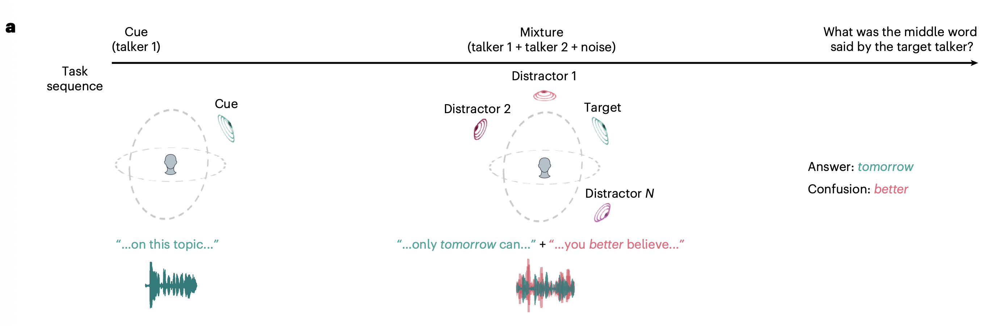 a
Cue
(talker 1)
Mixture
(talker 1 + talker 2 + noise)
What was the middle word
said by the target talker?
Task
sequence
Distractor 1
Cue
Distractor 2
Target
Answer: tomorrow
Confusion: better
Distractor N
“...on this topic...”
“...only tomorrow can...” + “...you better believe...”